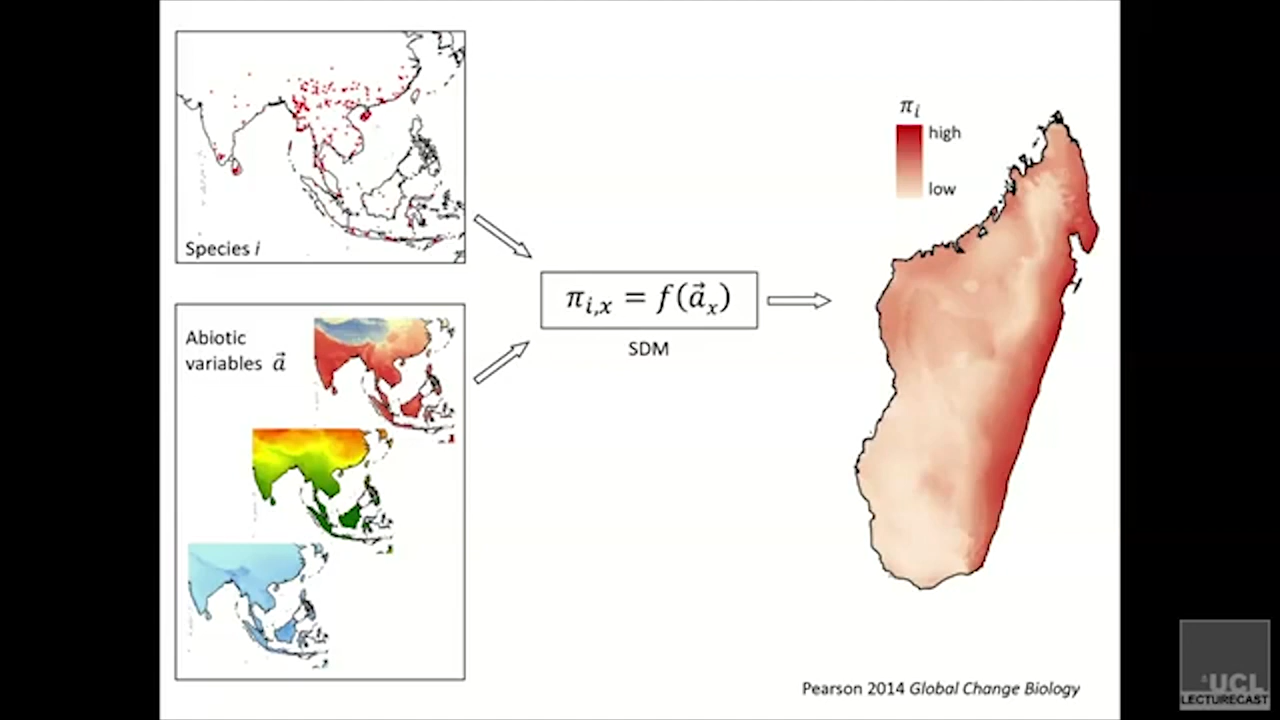 Species i
Abiotic
variables a⃗
π_{i,x} = f(a⃗_x)
SDM
π_i
high
low
Pearson 2014 Global Change Biology
UCL
LECTURECAST